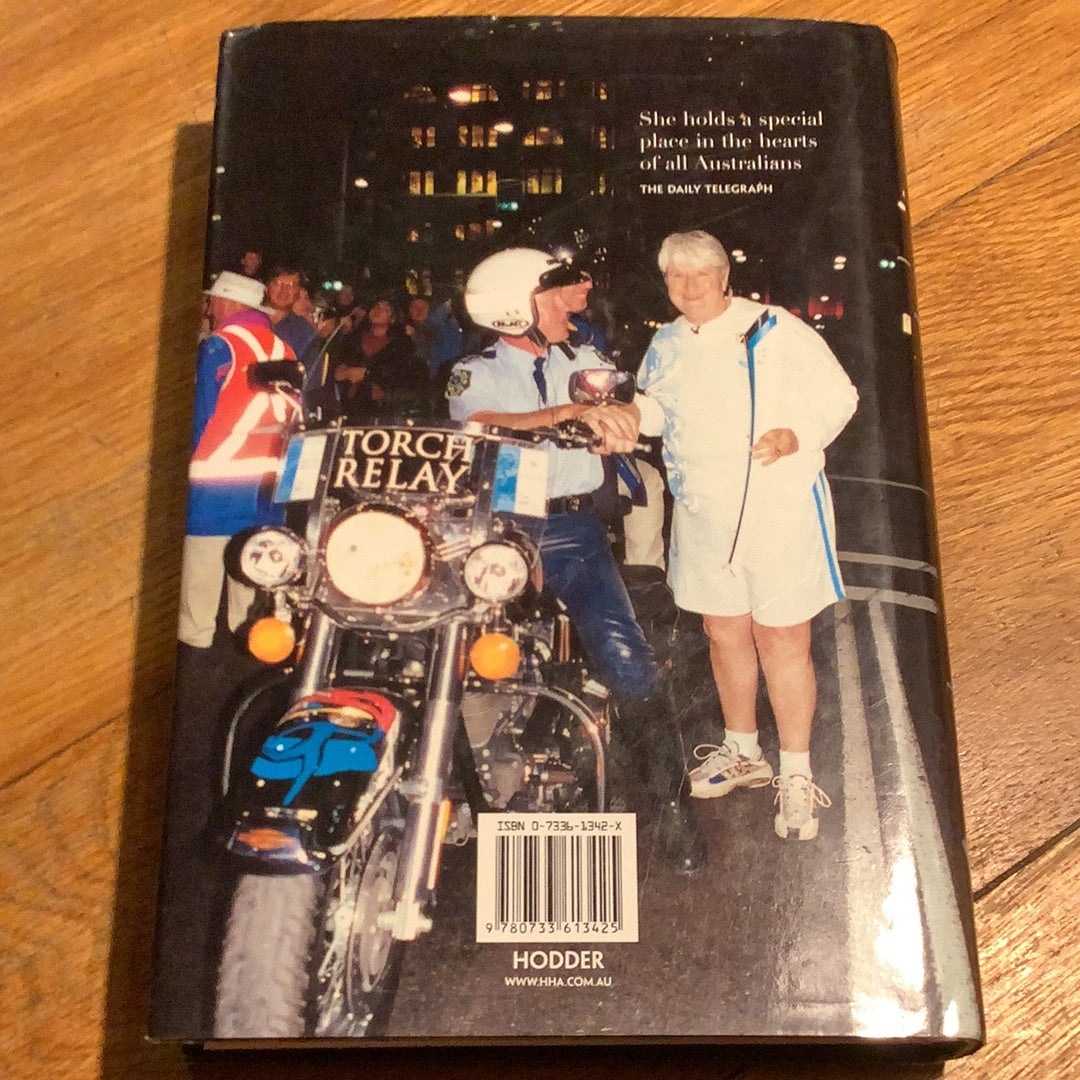 She holds a special
place in the hearts
of all Australians
THE DAILY TELEGRAPH
TORCH
RELAY
ISBN 0-7336-1342-X
9 780733 613425
HODDER
WWW.HHA.COM.AU